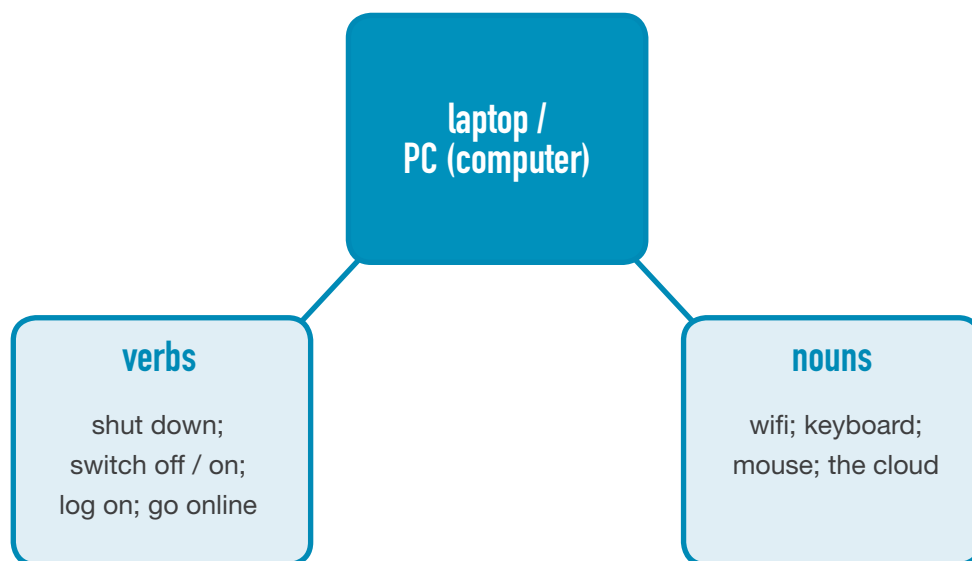 laptop /
PC (computer)
verbs
shut down;
switch off / on;
log on; go online
nouns
wifi; keyboard;
mouse; the cloud